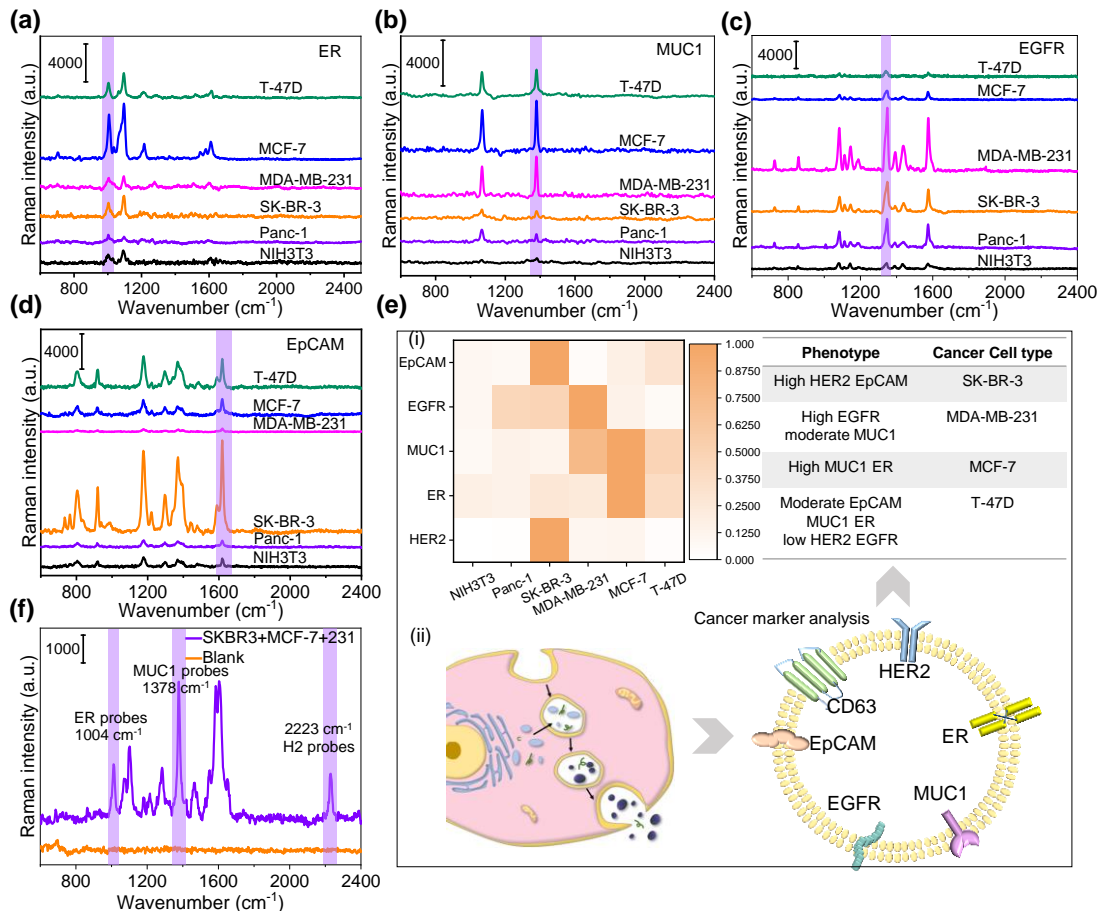 (a)
4000
ER
T-47D
MCF-7
MDA-MB-231
SK-BR-3
Panc-1
NIH3T3
Raman intensity (a.u.)
800 1200 1600 2000 2400
Wavenumber (cm-1)
(b)
4000
MUC1
T-47D
MCF-7
MDA-MB-231
SK-BR-3
Panc-1
NIH3T3
Raman intensity (a.u.)
800 1200 1600 2000 2400
Wavenumber (cm-1)
(c)
4000
EGFR
T-47D
MCF-7
MDA-MB-231
SK-BR-3
Panc-1
NIH3T3
Raman intensity (a.u.)
800 1200 1600 2000 2400
Wavenumber (cm-1)
(d)
4000
EpCAM
T-47D
MCF-7
MDA-MB-231
SK-BR-3
Panc-1
NIH3T3
Raman intensity (a.u.)
800 1200 1600 2000 2400
Wavenumber (cm-1)
(e)
(i)
EpCAM
EGFR
MUC1
ER
HER2
NIH3T3
Panc-1
SK-BR-3
MDA-MB-231
MCF-7
T-47D
1.000
0.8750
0.7500
0.6250
0.5000
0.3750
0.2500
0.1250
0.000
Phenotype Cancer Cell type
High HER2 EpCAM SK-BR-3
High EGFR MDA-MB-231
moderate MUC1
High MUC1 ER MCF-7
Moderate EpCAM T-47D
MUC1 ER
low HER2 EGFR
(ii)
Cancer marker analysis
HER2
CD63
ER
EpCAM
MUC1
EGFR
(f)
1000
SKBR3+MCF-7+231
Blank
MUC1 probes
1378 cm-1
ER probes
1004 cm-1
2223 cm-1
H2 probes
Raman intensity (a.u.)
800 1200 1600 2000 2400
Wavenumber (cm-1)